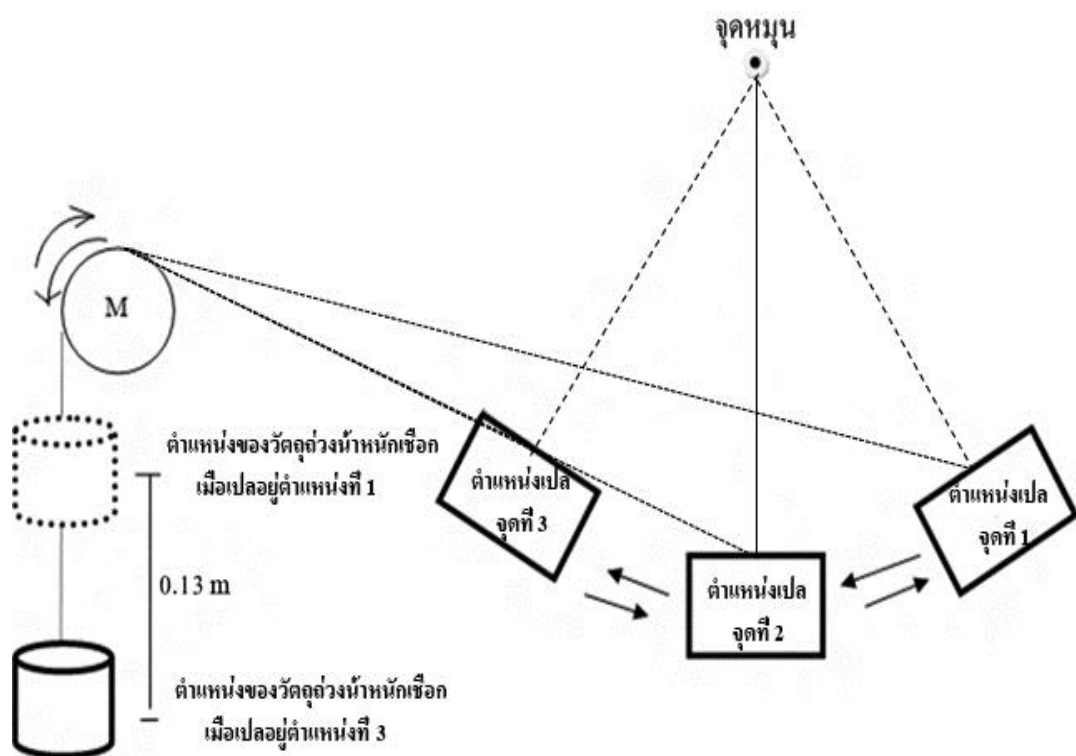 จุดหมุน
M
ตำแหน่งของวัตถุถ่วงน้ำหนักเชือก
เมื่อเปลอยู่ตำแหน่งที่ 1
0.13 m
ตำแหน่งของวัตถุถ่วงน้ำหนักเชือก
เมื่อเปลอยู่ตำแหน่งที่ 3
ตำแหน่งเปล
จุดที่ 3
ตำแหน่งเปล
จุดที่ 2
ตำแหน่งเปล
จุดที่ 1